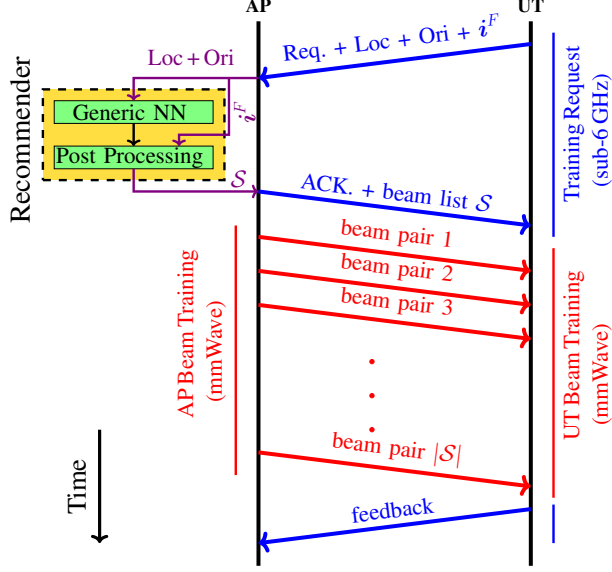 AP
UT
Req. + Loc + Ori + i^F
Loc + Ori
Recommender
Generic NN
i^F
Post Processing
S
ACK. + beam list S
Training Request
(sub-6 GHz)
beam pair 1
beam pair 2
beam pair 3
AP Beam Training
(mmWave)
UT Beam Training
(mmWave)
beam pair |S|
Time
feedback